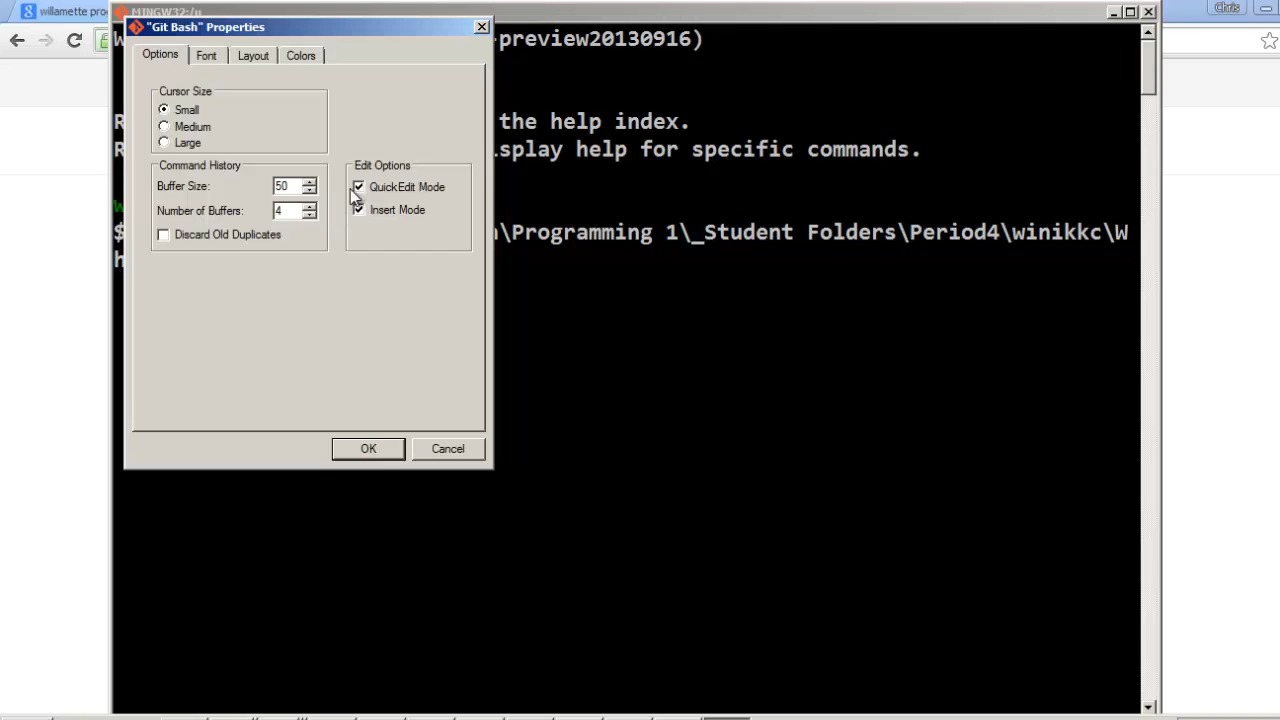 willamette pro
MINGW32:/u
Chris
"Git Bash" Properties
Options
Font
Layout
Colors
Cursor Size
Small
Medium
Large
Command History
Buffer Size:
50
Number of Buffers:
4
Discard Old Duplicates
Edit Options
QuickEdit Mode
Insert Mode
OK
Cancel
W
-preview20130916)
R
the help index.
R
splay help for specific commands.
$
\Programming 1\_Student Folders\Period4\winikkc\W
h